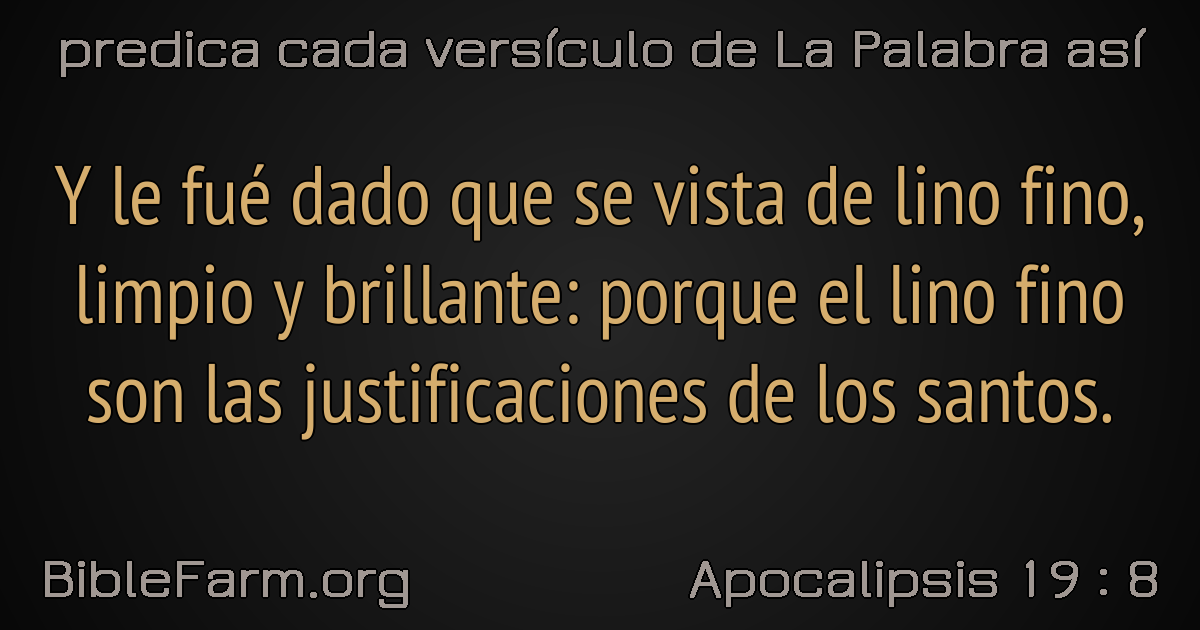 predica cada versículo de La Palabra así
Y le fué dado que se vista de lino fino,
limpio y brillante: porque el lino fino
son las justificaciones de los santos.
BibleFarm.org
Apocalipsis 19 : 8